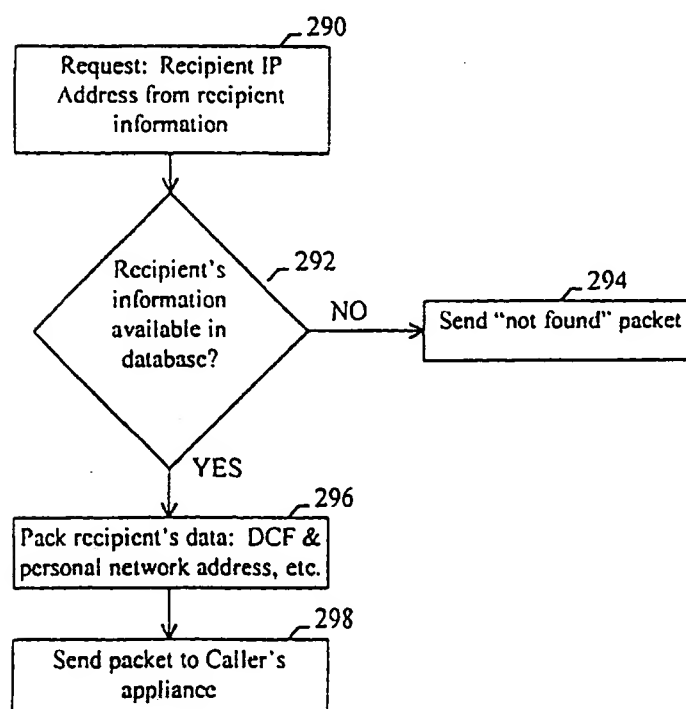 290
Request: Recipient IP
Address from recipient
information
292
Recipient's
information
available in
database?
NO
294
Send “not found” packet
YES
296
Pack recipient's data: DCF &
personal network address, etc.
298
Send packet to Caller's
appliance